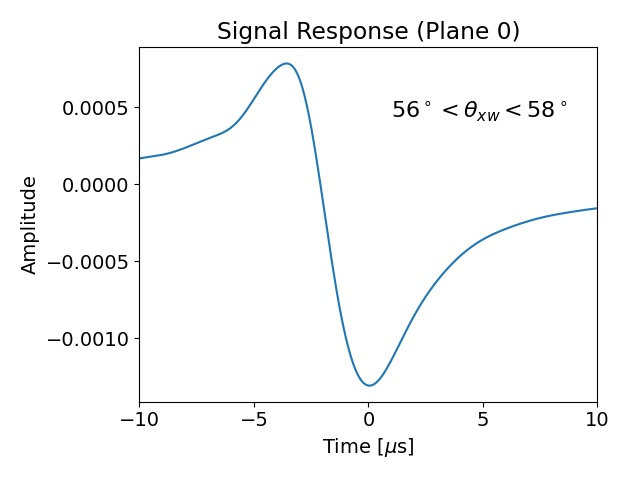 Signal Response (Plane 0)
56° < θxw < 58°
Amplitude
0.0005
0.0000
−0.0005
−0.0010
−10
−5
0
5
10
Time [μs]